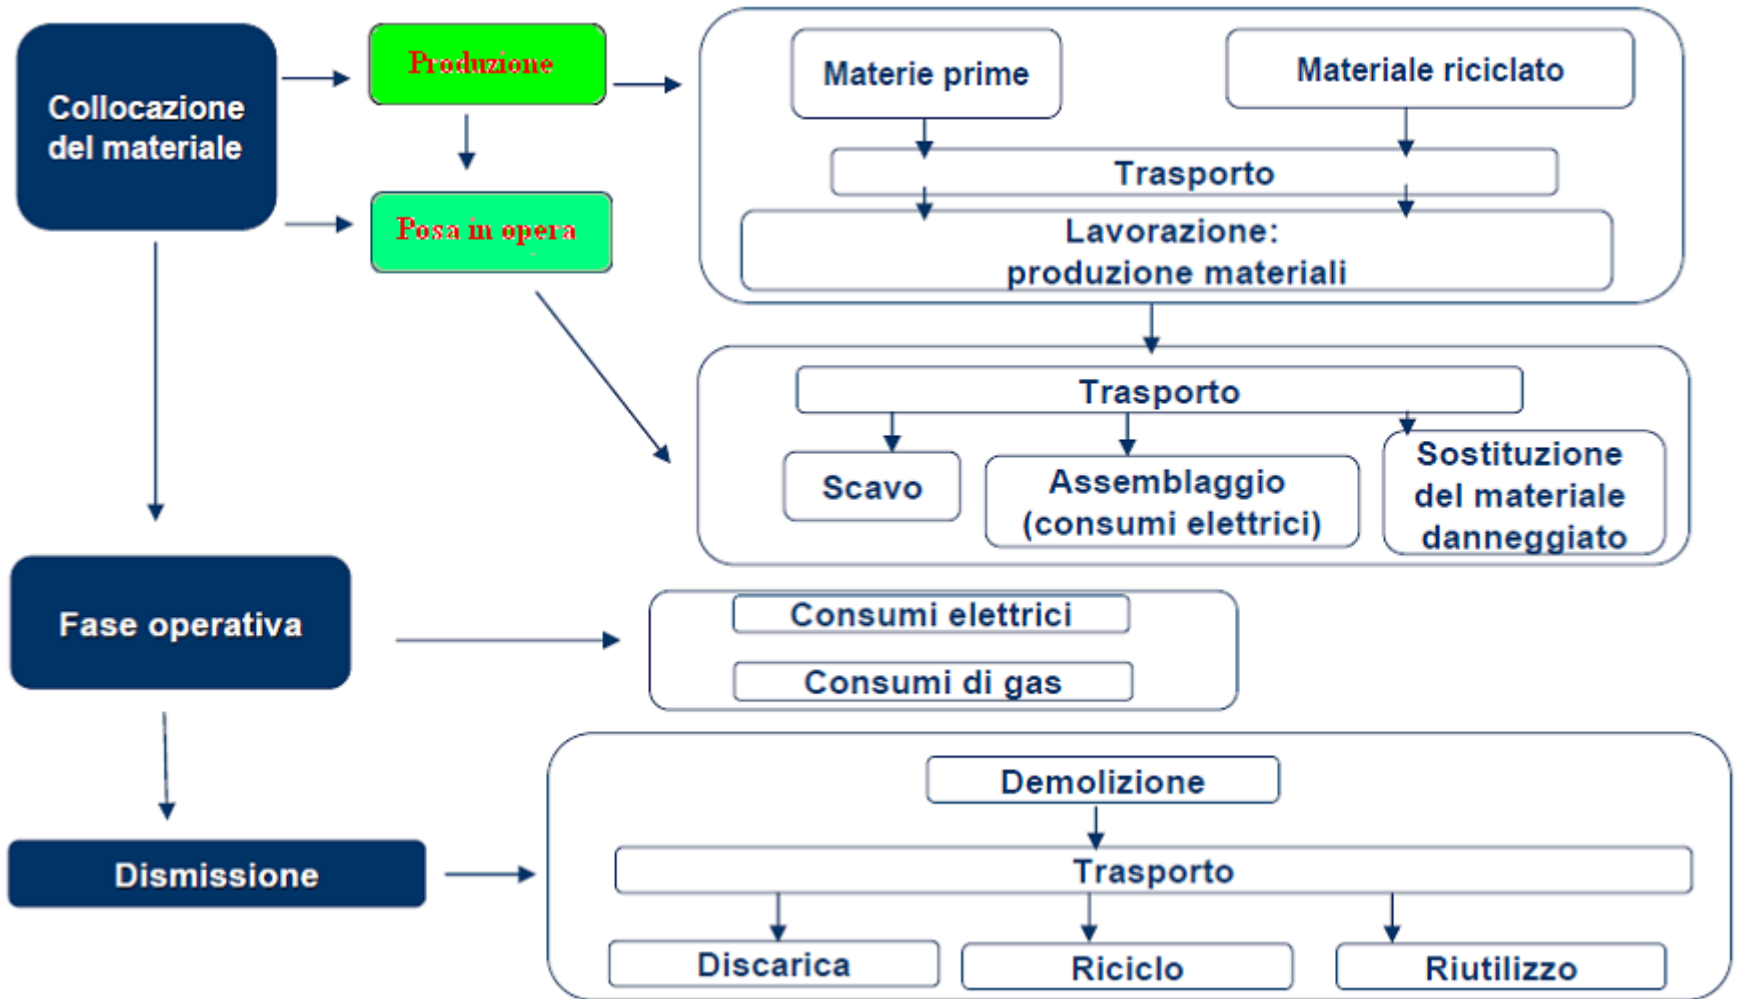 Collocazione
del materiale
Produzione
Posa in opera
Materie prime
Materiale riciclato
Trasporto
Lavorazione:
produzione materiali
Trasporto
Scavo
Assemblaggio
(consumi elettrici)
Sostituzione
del materiale
danneggiato
Fase operativa
Consumi elettrici
Consumi di gas
Dismissione
Demolizione
Trasporto
Discarica
Riciclo
Riutilizzo